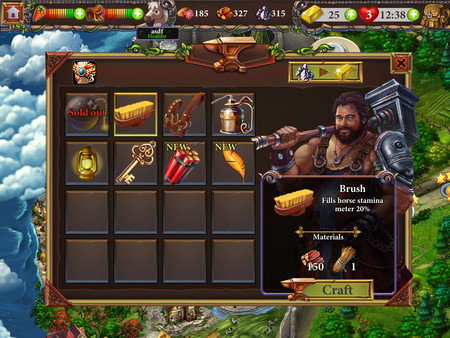 185
327
315
25
3
12:38
asdf
Healthy
Sold out
NEW
NEW
Brush
Fills horse stamina
meter 20%
Materials
150
1
Craft